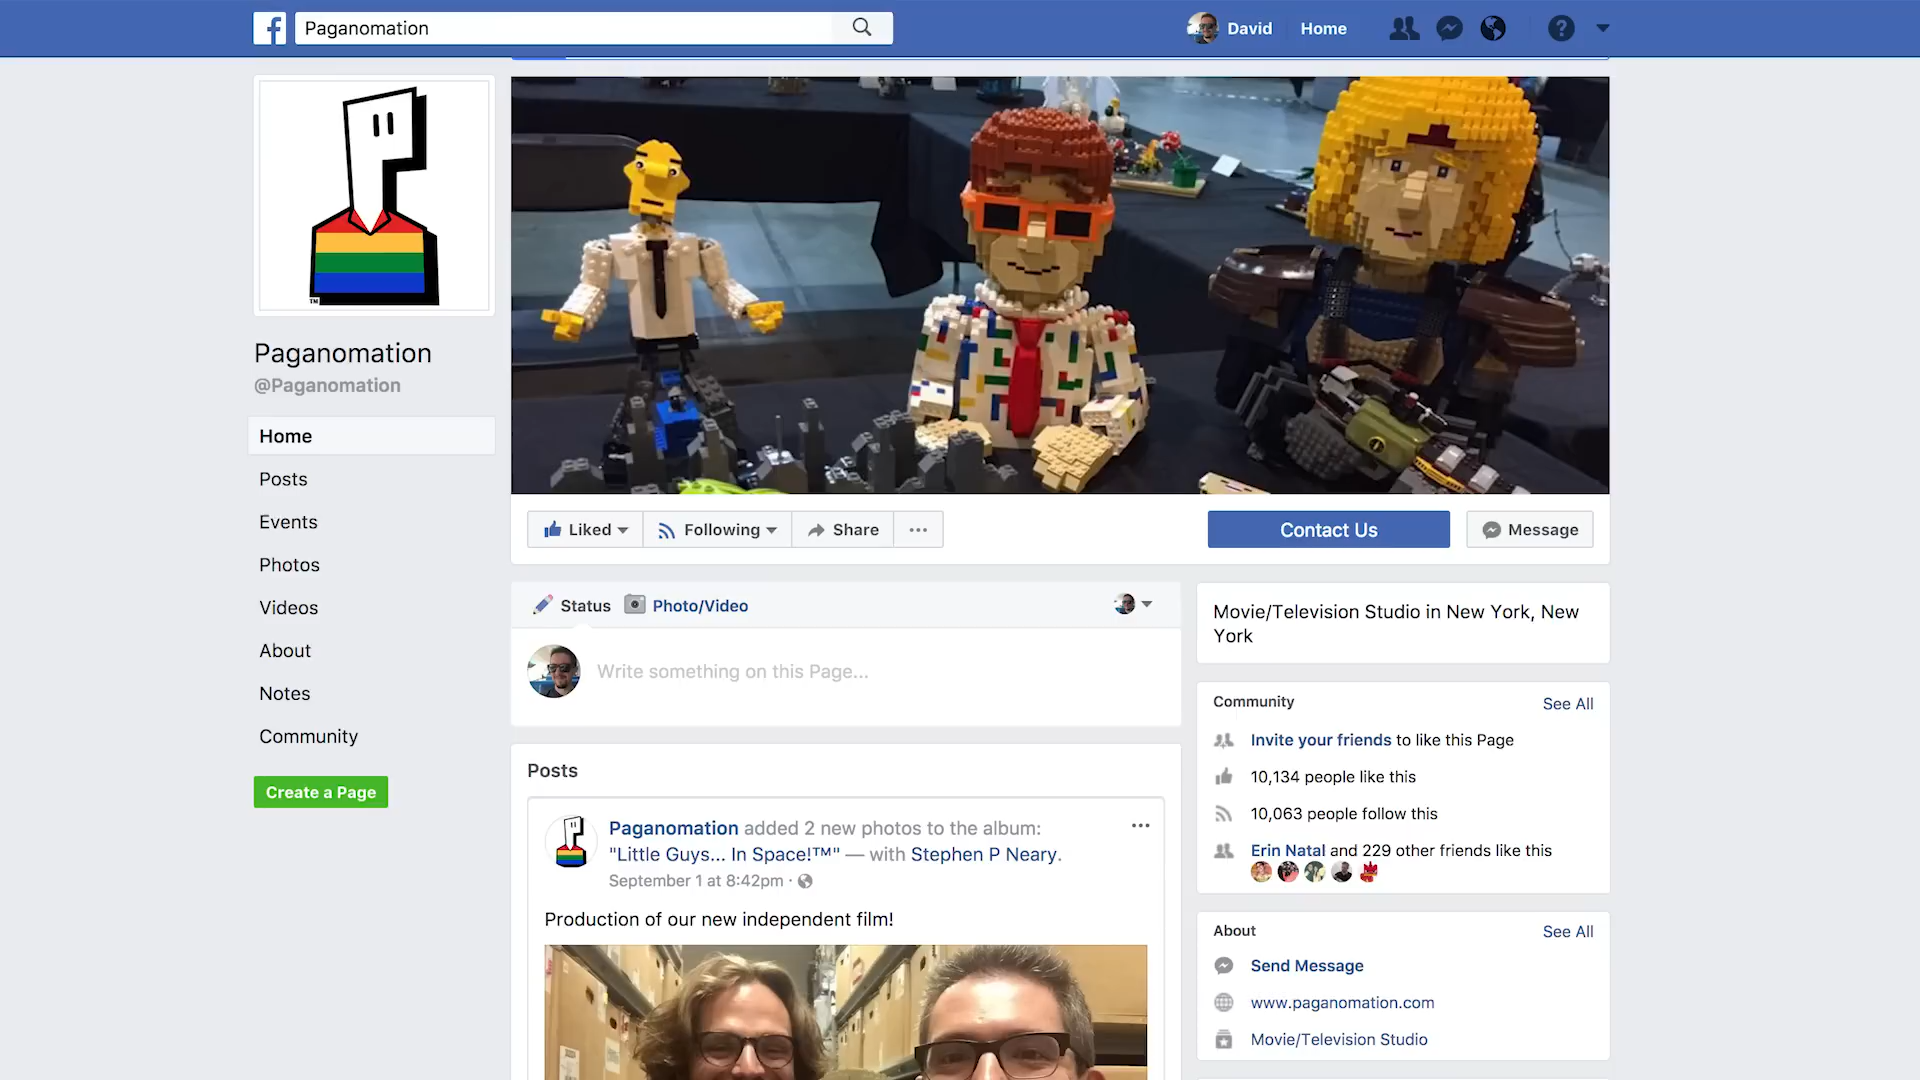 Paganomation
David
Home
TM
Paganomation
@Paganomation
Home
Posts
Events
Photos
Videos
About
Notes
Community
Create a Page
Liked
Following
Share
Contact Us
Message
Status
Photo/Video
Write something on this Page...
Posts
Paganomation added 2 new photos to the album:
"Little Guys... In Space!™" — with Stephen P Neary.
September 1 at 8:42pm ·
Production of our new independent film!
Movie/Television Studio in New York, New
York
Community
See All
Invite your friends to like this Page
10,134 people like this
10,063 people follow this
Erin Natal and 229 other friends like this
About
See All
Send Message
www.paganomation.com
Movie/Television Studio